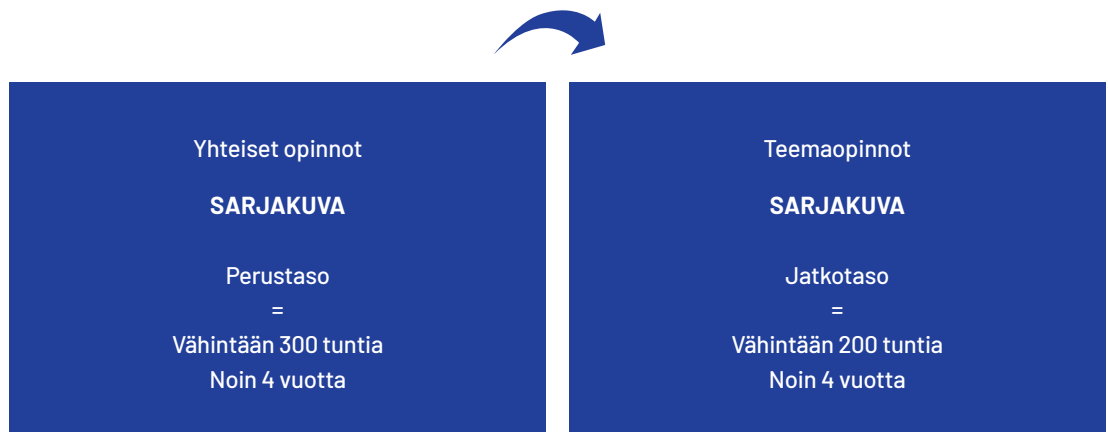 Yhteiset opinnot
SARJAKUVA
Perustaso
=
Vähintään 300 tuntia
Noin 4 vuotta
Teemaopinnot
SARJAKUVA
Jatkotaso
=
Vähintään 200 tuntia
Noin 4 vuotta